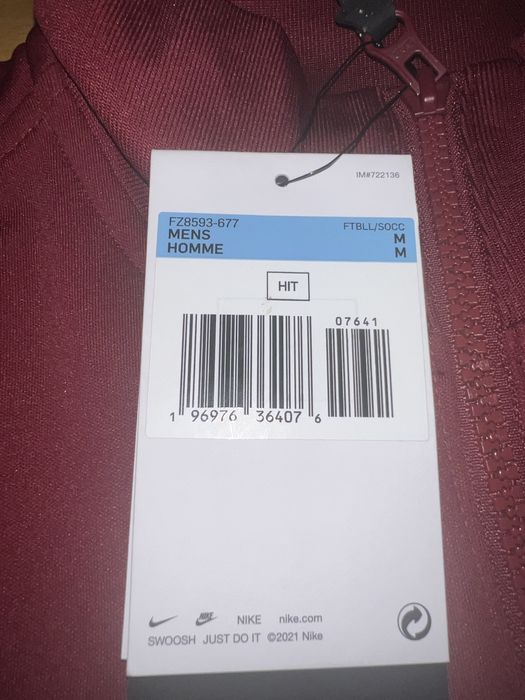 IM#722136
FZ8593-677 FTBLL/SOCC
MENS M
HOMME M
HIT
07641
1 96976 36407 6
NIKE NIKE nike.com
SWOOSH JUST DO IT ©2021 Nike